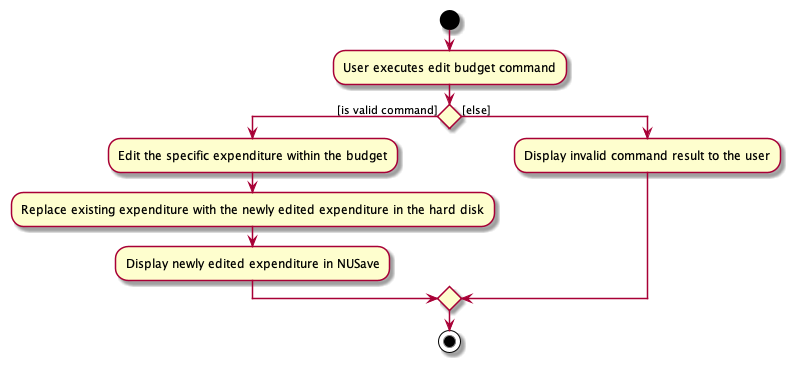 User executes edit budget command
[is valid command]
[else]
Edit the specific expenditure within the budget
Display invalid command result to the user
Replace existing expenditure with the newly edited expenditure in the hard disk
Display newly edited expenditure in NUSave